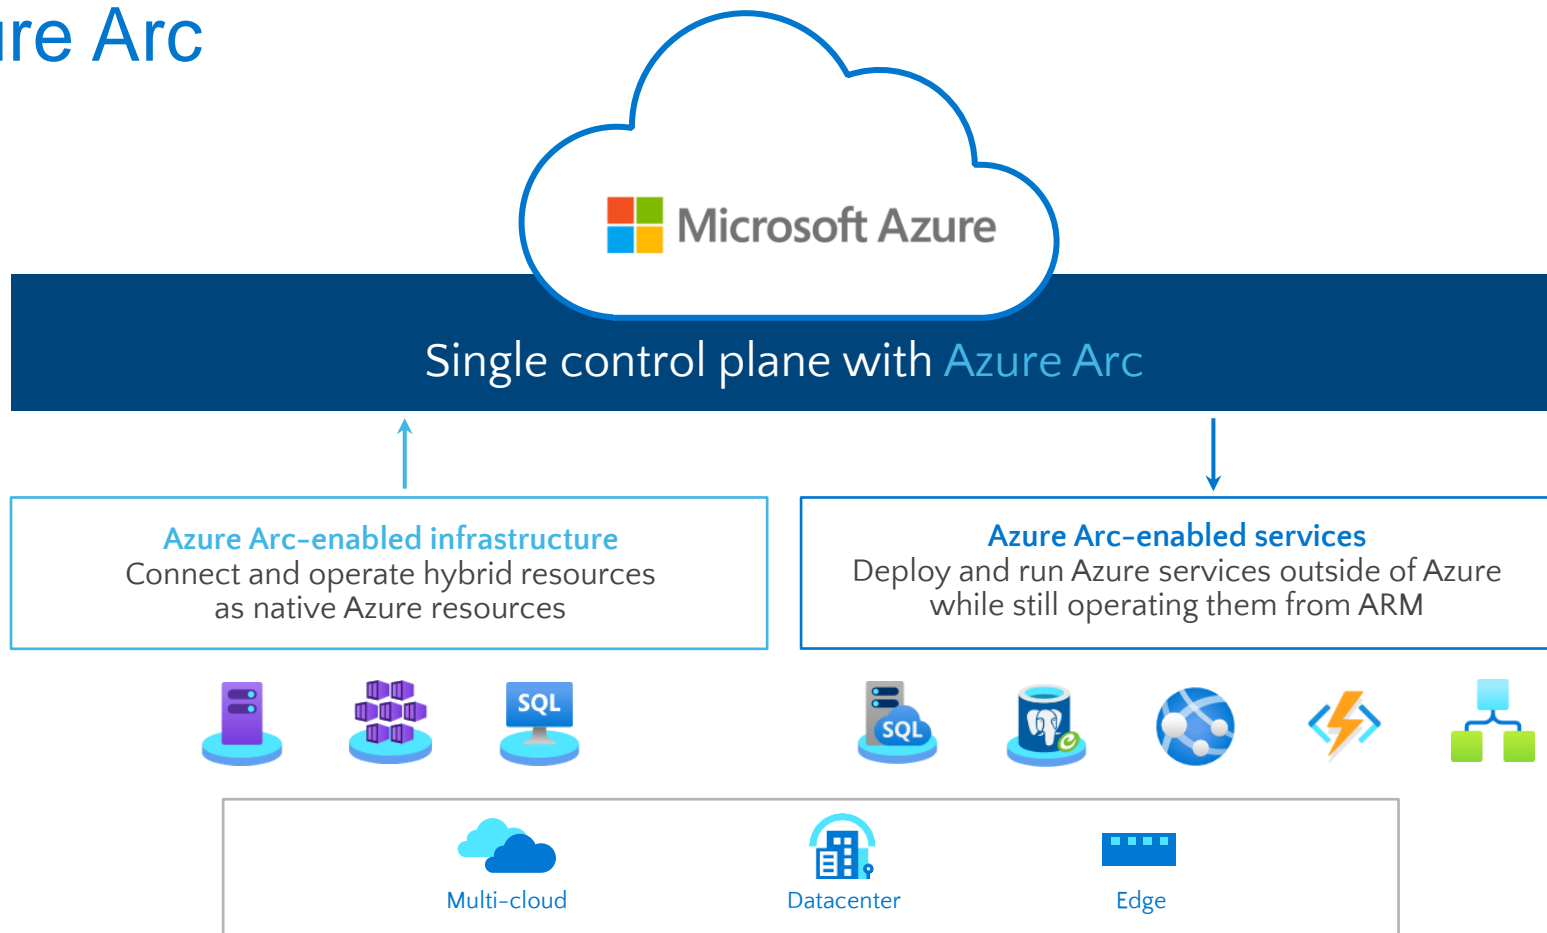 ure Arc
Microsoft Azure
Single control plane with Azure Arc
Azure Arc-enabled infrastructure
Connect and operate hybrid resources
as native Azure resources
Azure Arc-enabled services
Deploy and run Azure services outside of Azure
while still operating them from ARM
SQL
SQL
Multi-cloud
Datacenter
Edge